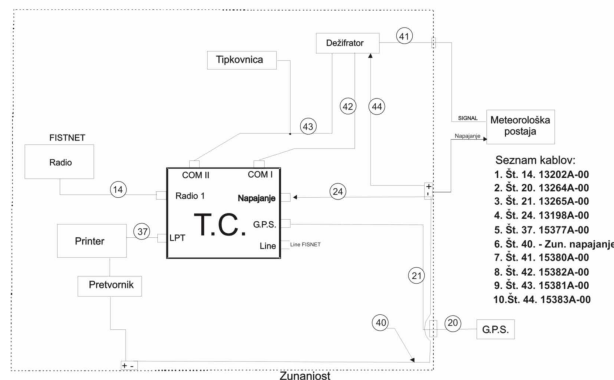 Dežifrator
41
Tipkovnica
43
42
44
SIGNAL
Meteorološka
postaja
Napajanje
FISTNET
Radio
14
COM II
COM I
Radio 1
Napajanje
24
+
-
T.C.
G.P.S.
Printer
37
LPT
Line
Line FISNET
Pretvornik
21
40
20
G.P.S.
+ -
Zunanjost
Seznam kablov:
1. Št. 14. 13202A-00
2. Št. 20. 13264A-00
3. Št. 21. 13265A-00
4. Št. 24. 13198A-00
5. Št. 37. 15377A-00
6 Št. 40. - Zun. napajanje
7. Št. 41. 15380A-00
8. Št. 42. 15382A-00
9. Št. 43. 15381A-00
10.Št. 44. 15383A-00